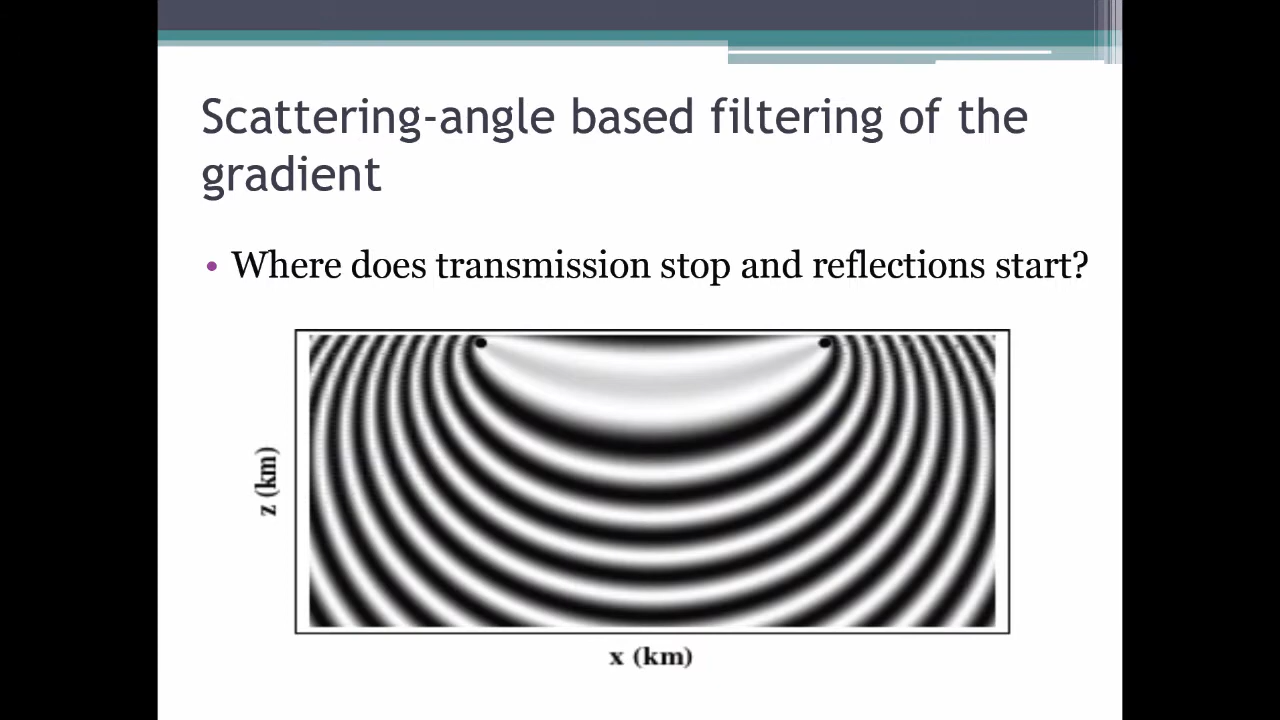 Scattering-angle based filtering of the
gradient
• Where does transmission stop and reflections start?
z (km)
x (km)